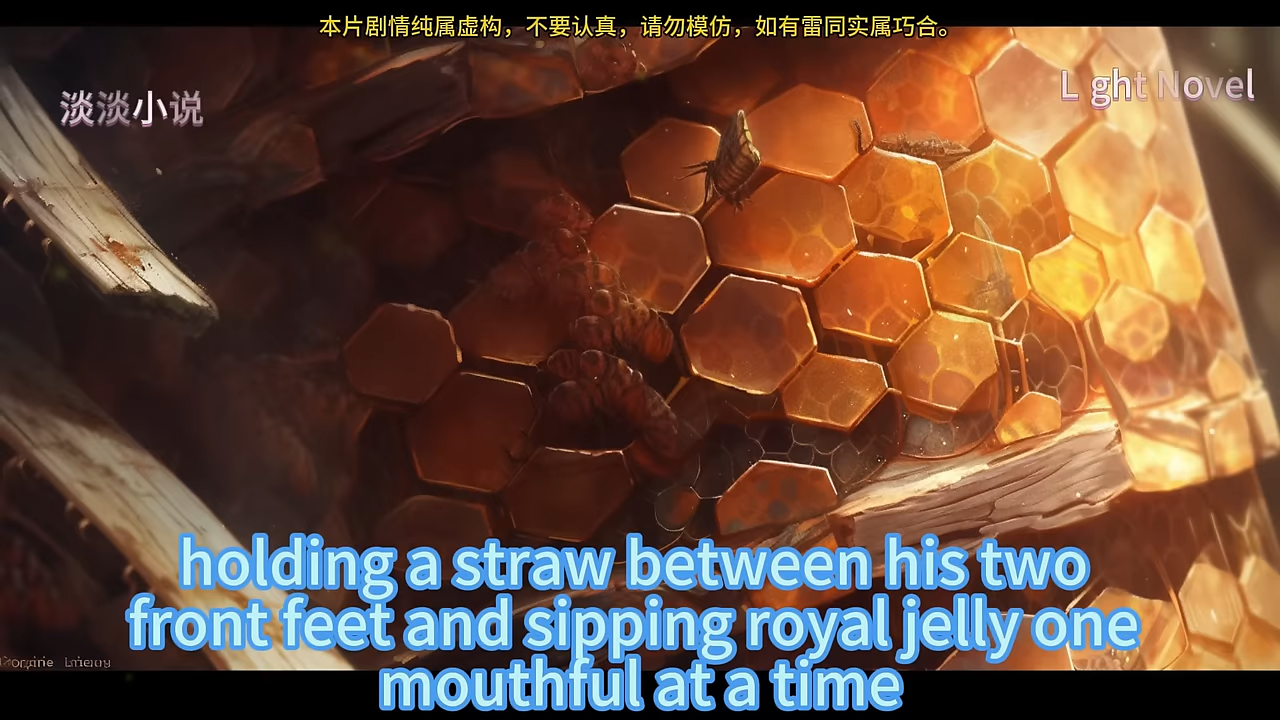 本片剧情纯属虚构，不要认真，请勿模仿，如有雷同实属巧合。
淡淡小说
L ght Novel
holding a straw between his two
front feet and sipping royal jelly one
mouthful at a time